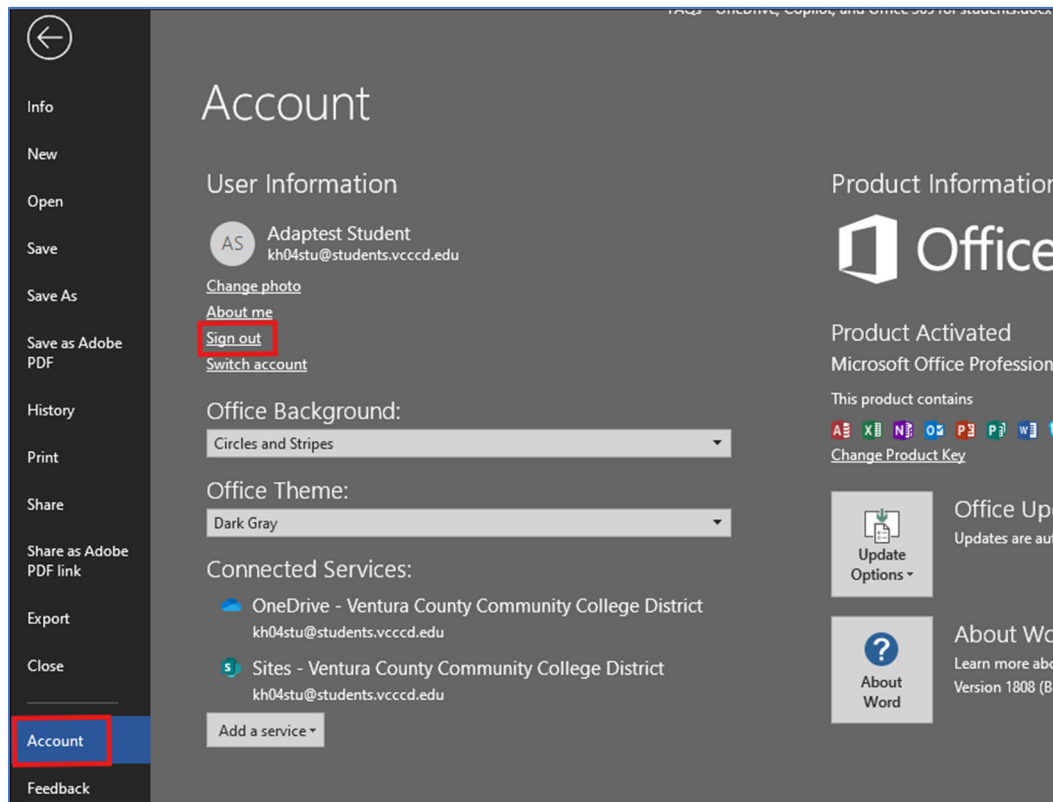 Info
New
Open
Save
Save As
Save as Adobe
PDF
History
Print
Share
Share as Adobe
PDF link
Export
Close
Account
Feedback
Account
User Information
AS
Adaptest Student
kh04stu@students.vcccd.edu
Change photo
About me
Sign out
Switch account
Office Background:
Circles and Stripes
Office Theme:
Dark Gray
Connected Services:
OneDrive - Ventura County Community College District
kh04stu@students.vcccd.edu
Sites - Ventura County Community College District
kh04stu@students.vcccd.edu
Add a service
Product Information
Office
Product Activated
Microsoft Office Profession
This product contains
Change Product Key
Update
Options
Office Up
Updates are aut
About
Word
About Wo
Learn more abo
Version 1808 (B